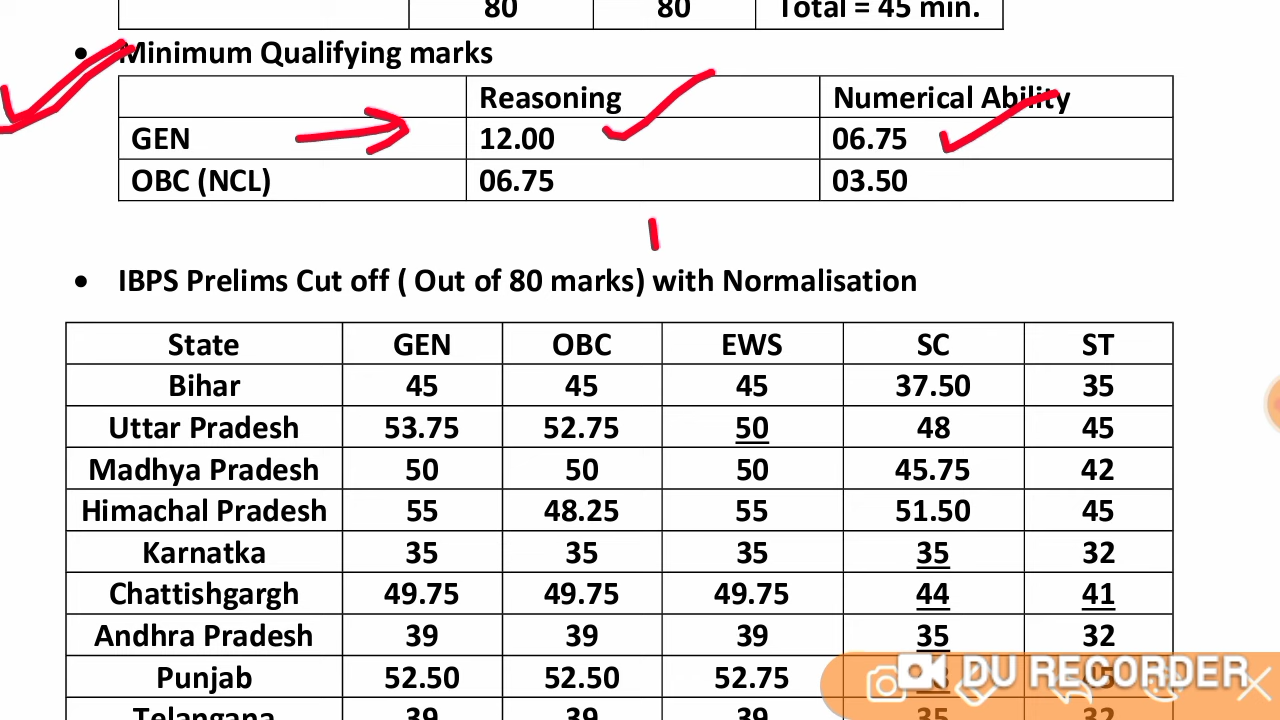 80 80 Total = 45 min.
• Minimum Qualifying marks
Reasoning Numerical Ability
GEN 12.00 06.75
OBC (NCL) 06.75 03.50
• IBPS Prelims Cut off ( Out of 80 marks) with Normalisation
State GEN OBC EWS SC ST
Bihar 45 45 45 37.50 35
Uttar Pradesh 53.75 52.75 50 48 45
Madhya Pradesh 50 50 50 45.75 42
Himachal Pradesh 55 48.25 55 51.50 45
Karnatka 35 35 35 35 32
Chattishgargh 49.75 49.75 49.75 44 41
Andhra Pradesh 39 39 39 35 32
Punjab 52.50 52.50 52.75
DU RECORDER
Telangana 39 39 39 35 32